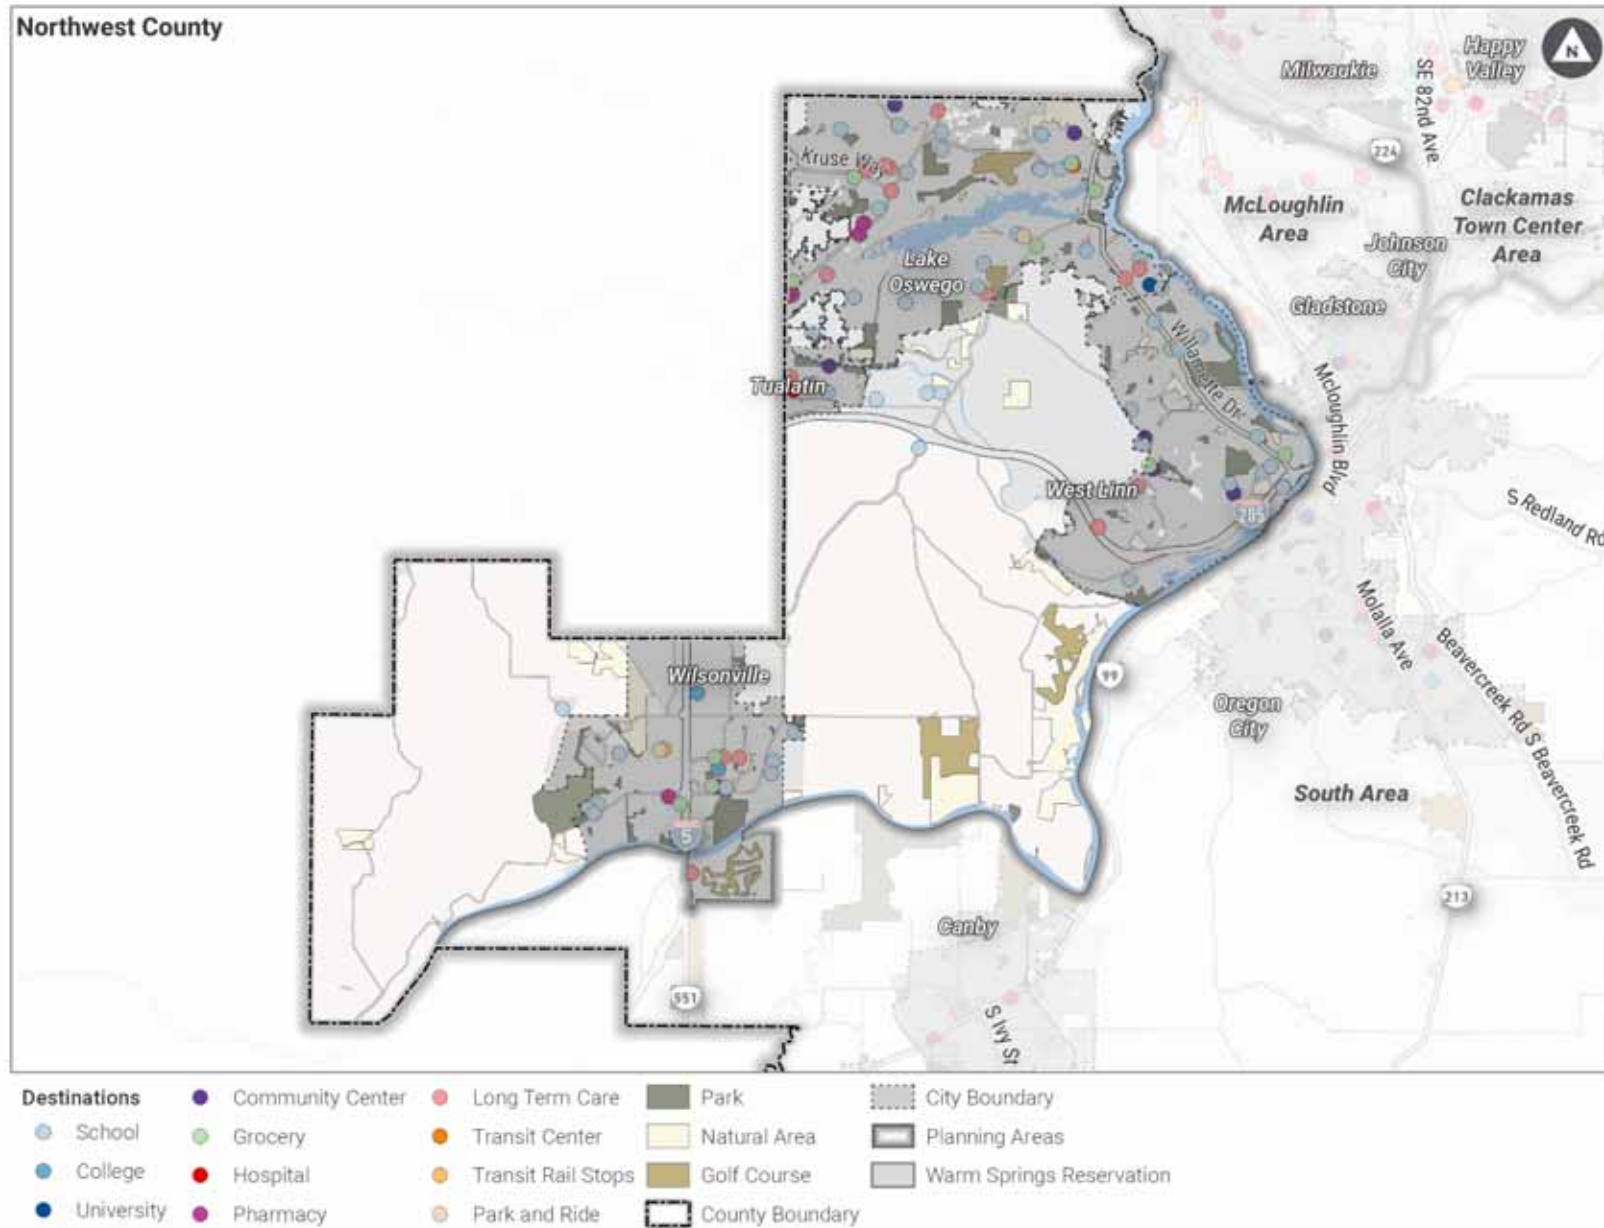 Northwest County
N
Happy
Valley
Milwaukie
SE 82nd Ave
224
Kruse Way
McLoughlin
Area
Clackamas
Town Center
Area
Johnson
City
Lake
Oswego
Gladstone
Willamette Dr
Tualatin
Mcloughlin Blvd
West Linn
205
S Redland Rd
Molalla Ave
Beavercreek Rd
S Beavercreek Rd
Wilsonville
99
Oregon
City
South Area
5
213
Canby
551
S Ivy St
Destinations
School
College
University
Community Center
Grocery
Hospital
Pharmacy
Long Term Care
Transit Center
Transit Rail Stops
Park and Ride
Park
Natural Area
Golf Course
County Boundary
City Boundary
Planning Areas
Warm Springs Reservation